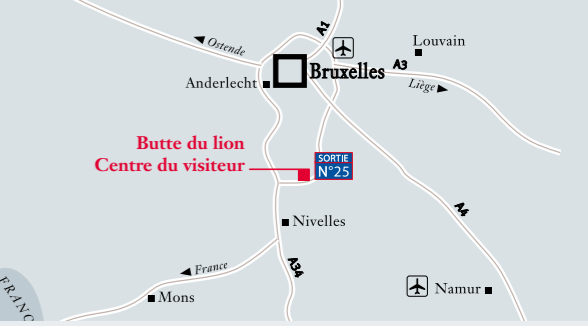 A1
Ostende
Louvain
A3
Bruxelles
Anderlecht
Liège
Butte du lion
Centre du visiteur
SORTIE
N°25
A4
Nivelles
A34
France
FRANC
Mons
Namur